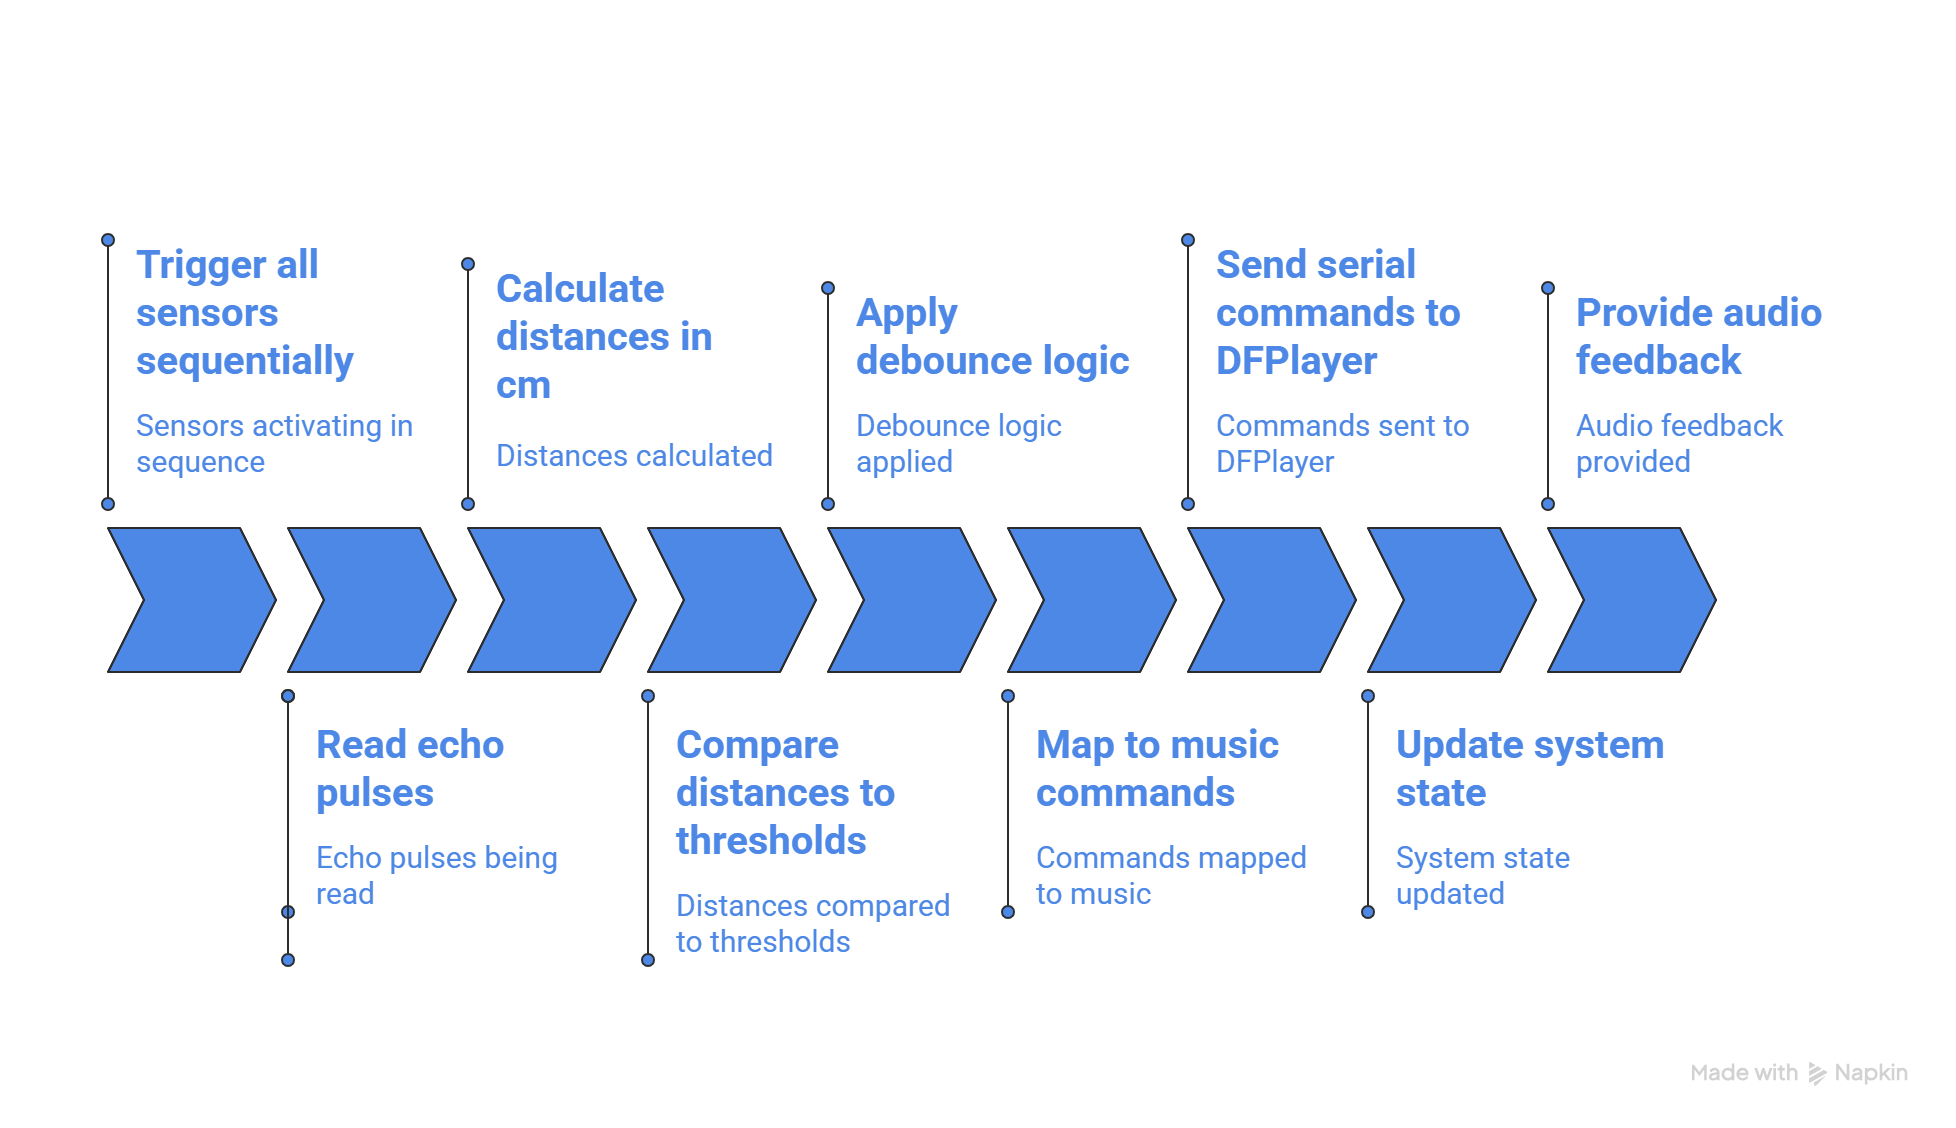 Trigger all
sensors
sequentially
Sensors activating in
sequence
Read echo
pulses
Echo pulses being
read
Calculate
distances in
cm
Distances calculated
Compare
distances to
thresholds
Distances compared
to thresholds
Apply
debounce logic
Debounce logic
applied
Map to music
commands
Commands mapped
to music
Send serial
commands to
DFPlayer
Commands sent to
DFPlayer
Update system
state
System state
updated
Provide audio
feedback
Audio feedback
provided
Made with Napkin